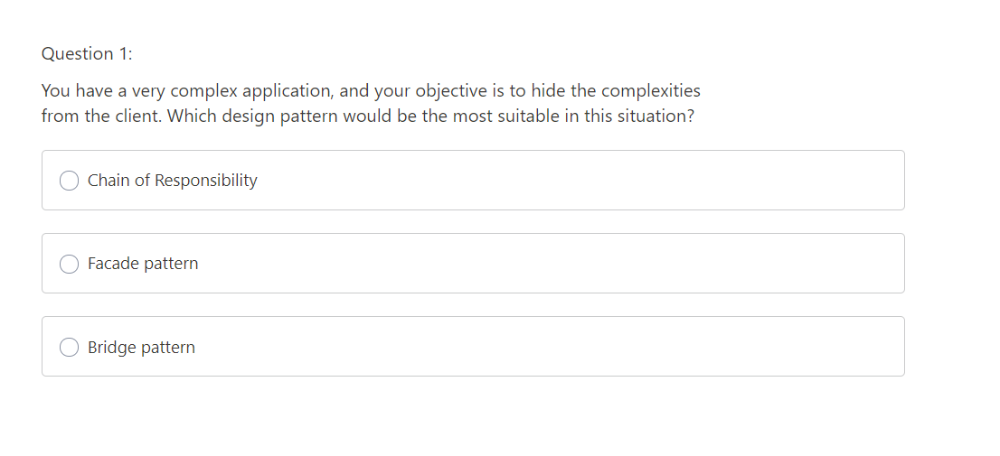 Question 1:
You have a very complex application, and your objective is to hide the complexities
from the client. Which design pattern would be the most suitable in this situation?
Chain of Responsibility
Facade pattern
Bridge pattern